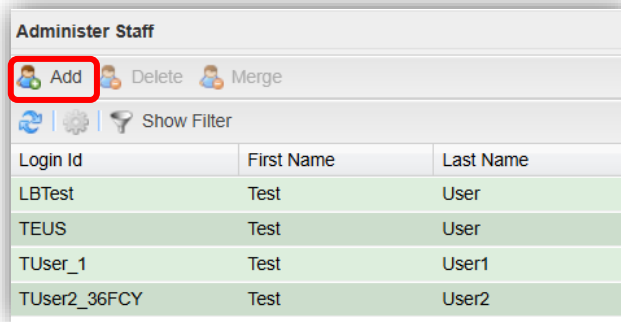 Administer Staff
Add Delete Merge
Show Filter
Login Id First Name Last Name
LBTest Test User
TEUS Test User
TUser_1 Test User1
TUser2_36FCY Test User2